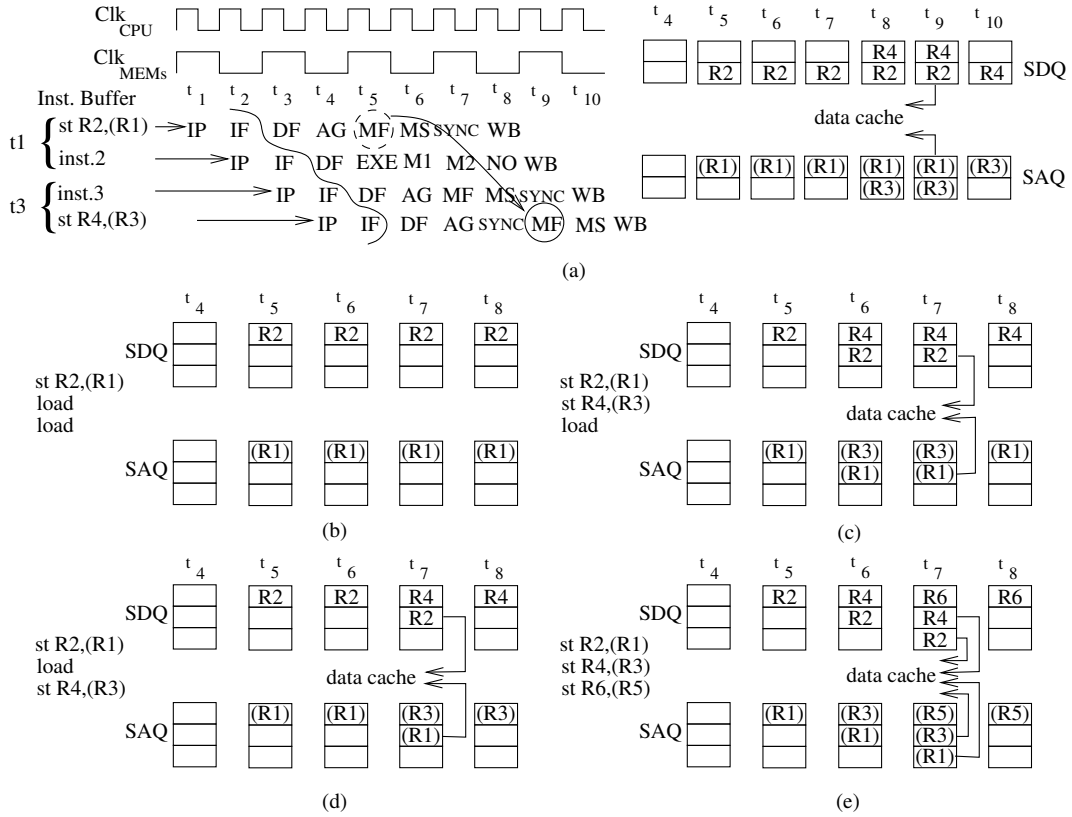 Clk CPU
Clk MEMs
Inst. Buffer t 1 t 2 t 3 t 4 t 5 t 6 t 7 t 8 t 9 t 10
t1 { st R2,(R1) IP IF DF AG MF MS SYNC WB
inst.2 IP IF DF EXE M1 M2 NO WB
t3 { inst.3 IP IF DF AG MF MS SYNC WB
st R4,(R3) IP IF DF AG SYNC MF MS WB
t 4 t 5 t 6 t 7 t 8 t 9 t 10
R4 R4
R2 R2 R2 R2 R2 R4 SDQ
data cache
(R1) (R1) (R1) (R1) (R1) (R3) SAQ
(R3) (R3)
(a)
t 4 t 5 t 6 t 7 t 8
SDQ R2 R2 R2 R2
st R2,(R1)
load
load
SAQ (R1) (R1) (R1) (R1)
(b)
t 4 t 5 t 6 t 7 t 8
SDQ R2 R4 R4 R4
R2 R2
st R2,(R1)
st R4,(R3)
load
data cache
SAQ (R1) (R3) (R3) (R1)
(R1) (R1)
(c)
t 4 t 5 t 6 t 7 t 8
SDQ R2 R2 R4 R4
R2
st R2,(R1)
load
st R4,(R3)
data cache
SAQ (R1) (R1) (R3) (R3)
(R1)
(d)
t 4 t 5 t 6 t 7 t 8
SDQ R2 R4 R6 R6
R2 R4
R2
st R2,(R1)
st R4,(R3)
st R6,(R5)
data cache
SAQ (R1) (R3) (R5) (R5)
(R1) (R3)
(R1)
(e)